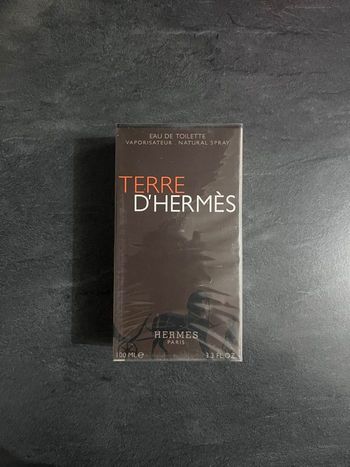 EAU DE TOILETTE
VAPORISATEUR NATURAL SPRAY
TERRE
D'HERMÈS
HERMES
PARIS
100 ML℮ 3.3 FL.OZ